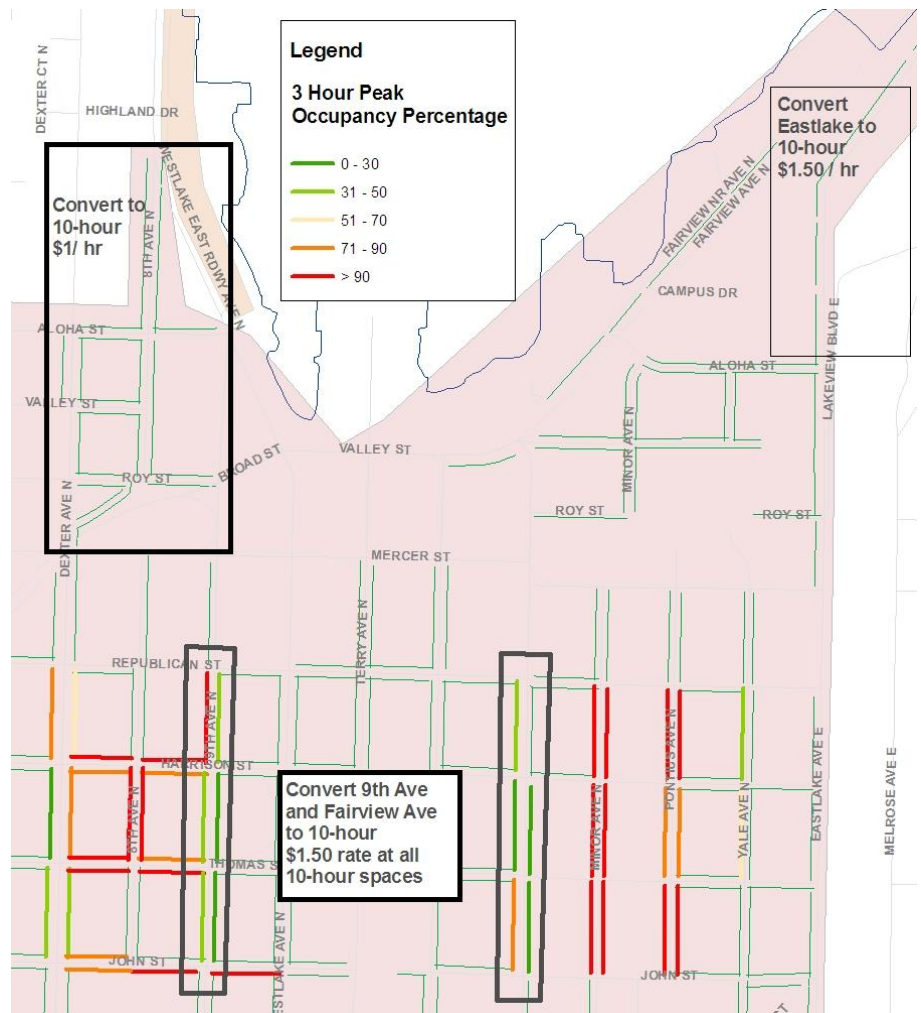 DEXTER CT N
HIGHLAND DR
WESTLAKE EAST RDWY AVE N
Legend
3 Hour Peak
Occupancy Percentage
0 - 30
31 - 50
51 - 70
71 - 90
> 90
Convert
Eastlake to
10-hour
$1.50 / hr
Convert to
10-hour
$1/ hr
8TH AVE N
FAIRVIEW NR AVE N
FAIRVIEW AVE N
CAMPUS DR
LAKEVIEW BLVD E
ALOHA ST
ALOHA ST
VALLEY ST
VALLEY ST
BROAD ST
MINOR AVE N
ROY ST
ROY ST
ROY ST
DEXTER AVE N
MERCER ST
TERRY AVE N
REPUBLICAN ST
9TH AVE N
HARRISON ST
Convert 9th Ave
and Fairview Ave
to 10-hour
$1.50 rate at all
10-hour spaces
8TH AVE N
MINOR AVE N
PONTIUS AVE N
YALE AVE N
EASTLAKE AVE E
MELROSE AVE E
THOMAS S
ESTLAKE AVE N
JOHN ST
JOHN ST
ST